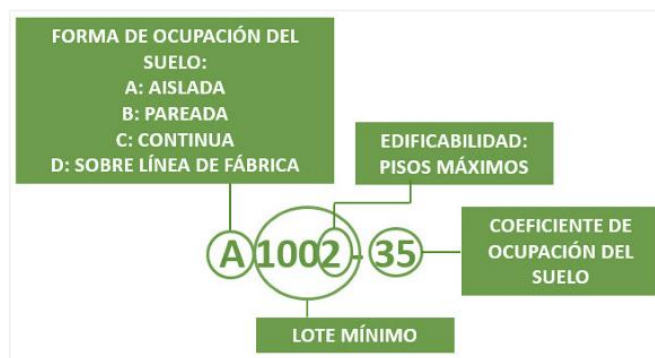 FORMA DE OCUPACIÓN DEL
SUELO:
A: AISLADA
B: PAREADA
C: CONTINUA
D: SOBRE LÍNEA DE FÁBRICA
EDIFICABILIDAD:
PISOS MÁXIMOS
A1002-35
COEFICIENTE DE
OCUPACIÓN DEL
SUELO
LOTE MÍNIMO